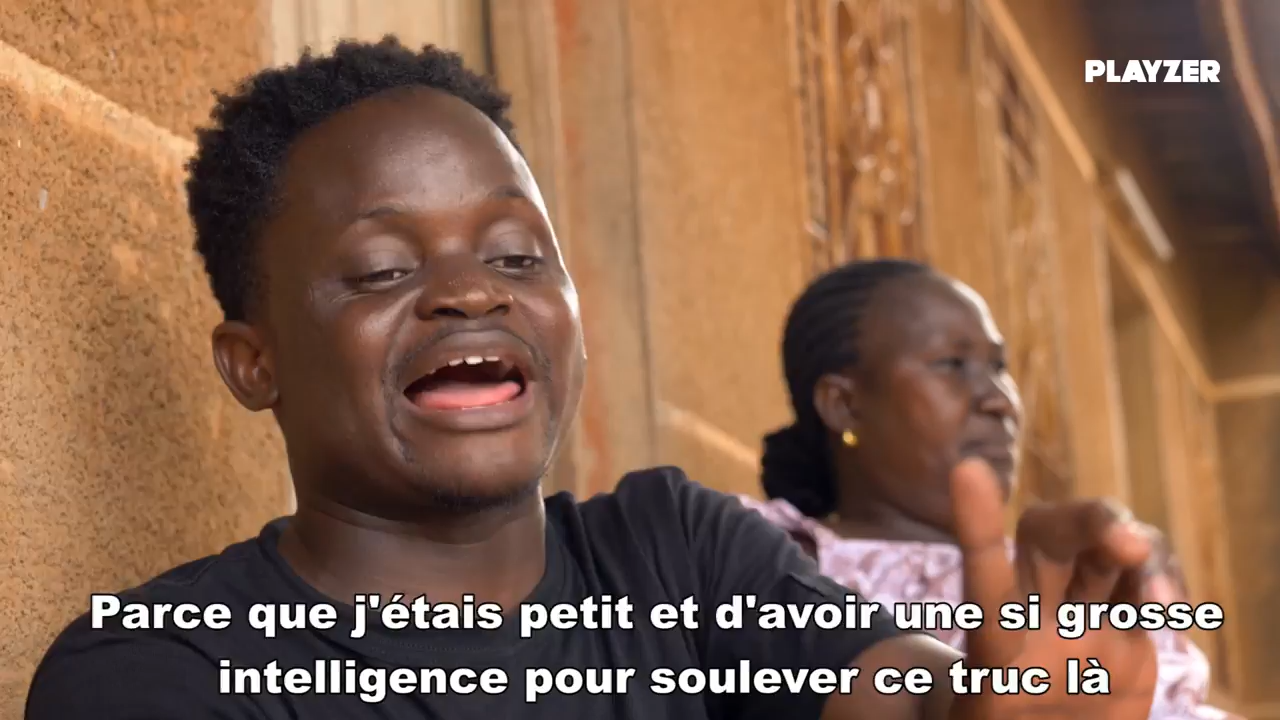 PLAYZER
Parce que j'étais petit et d'avoir une si grosse
intelligence pour soulever ce truc là